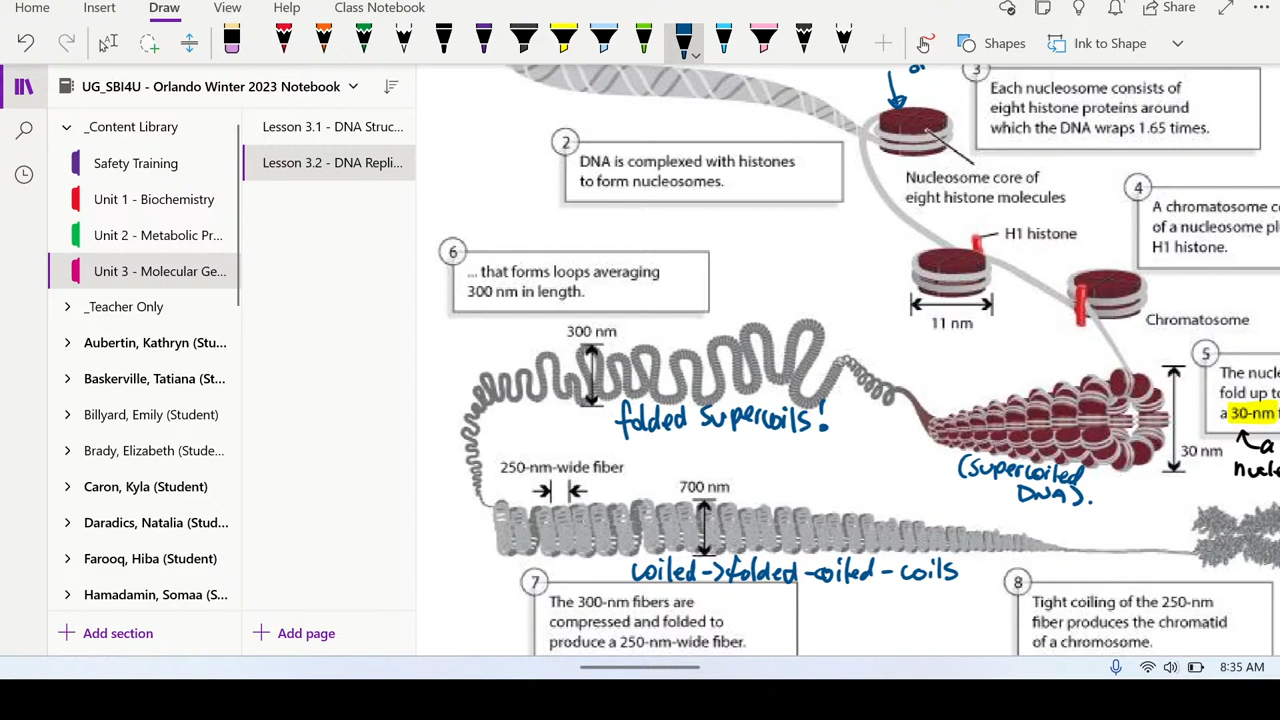 Home Insert Draw View Help Class Notebook
Share
Shapes
Ink to Shape
UG_SBI4U - Orlando Winter 2023 Notebook
_Content Library
Safety Training
Unit 1 - Biochemistry
Unit 2 - Metabolic Pr...
Unit 3 - Molecular Ge...
_Teacher Only
Aubertin, Kathryn (Stu...
Baskerville, Tatiana (St...
Billyard, Emily (Student)
Brady, Elizabeth (Stude...
Caron, Kyla (Student)
Daradics, Natalia (Stud...
Farooq, Hiba (Student)
Hamadamin, Somaa (S...
Add section
Lesson 3.1 - DNA Struc...
Lesson 3.2 - DNA Repli...
Add page
3
Each nucleosome consists of
eight histone proteins around
which the DNA wraps 1.65 times.
2
DNA is complexed with histones
to form nucleosomes.
Nucleosome core of
eight histone molecules
4
A chromatosome
of a nucleosome
H1 histone.
H1 histone
6
... that forms loops averaging
300 nm in length.
11 nm
Chromatosome
300 nm
5
The
fold up to
a 30-nm
a
folded supercoils!
30 nm
(supercoiled
DNA).
250-nm-wide fiber
700 nm
coiled->folded-coiled-coils
7
The 300-nm fibers are
compressed and folded to
produce a 250-nm-wide fiber.
8
Tight coiling of the 250-nm
fiber produces the chromatid
of a chromosome.
8:35 AM